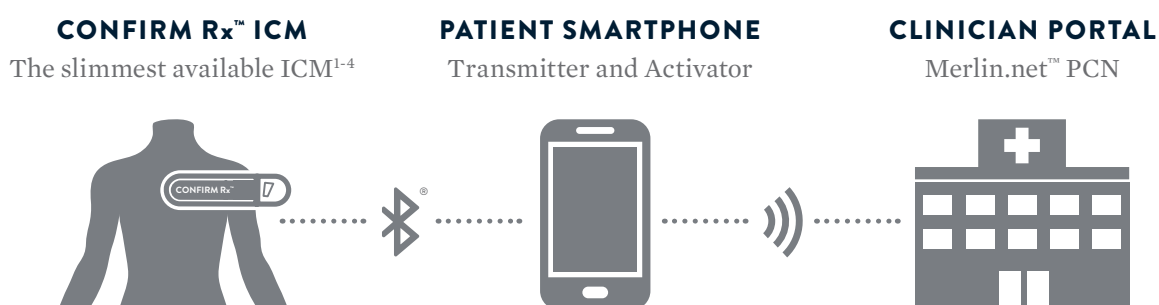 CONFIRM Rx™ ICM
The slimmest available ICM1-4
PATIENT SMARTPHONE
Transmitter and Activator
CLINICIAN PORTAL
Merlin.net™ PCN
CONFIRM Rx™
®